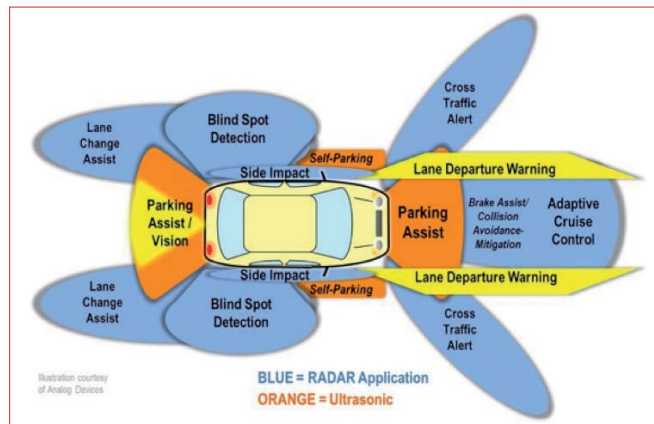 Cross
Traffic
Alert
Blind Spot
Detection
Lane
Change
Assist
Self-Parking
Side Impact
Lane Departure Warning
Parking
Assist /
Vision
Parking
Assist
Brake Assist/
Collision
Avoidance-
Mitigation
Adaptive
Cruise
Control
Side Impact
Lane Departure Warning
Self-Parking
Lane
Change
Assist
Blind Spot
Detection
Cross
Traffic
Alert
Illustration courtesy
of Analog Devices
BLUE = RADAR Application
ORANGE = Ultrasonic